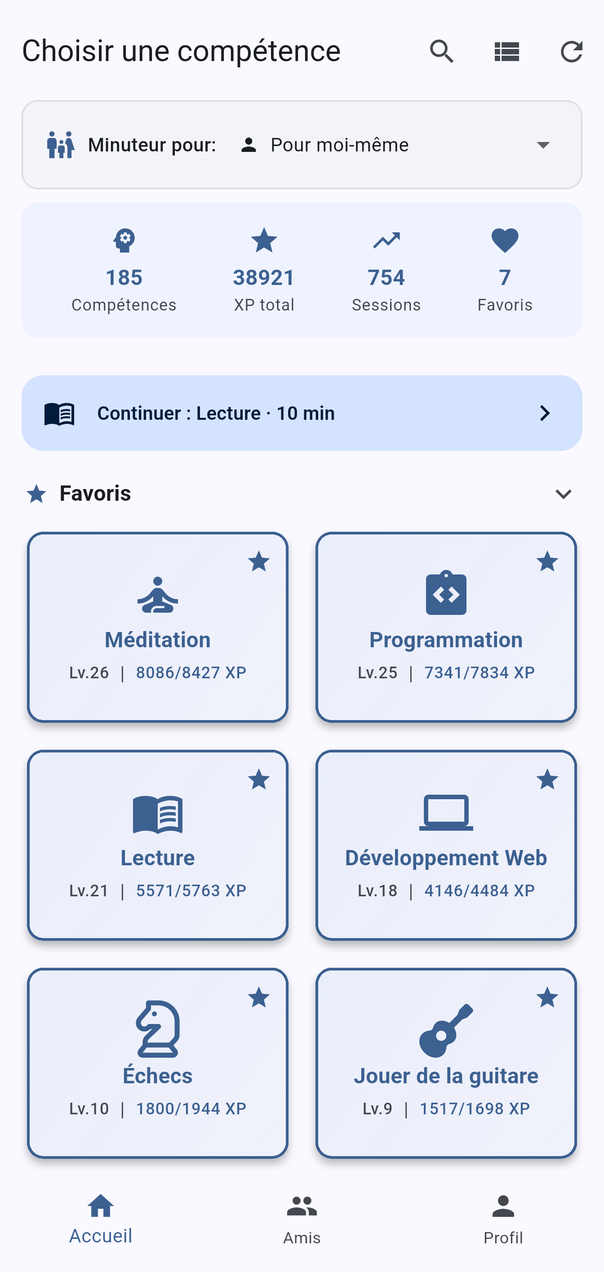 Choisir une compétence
Minuteur pour: Pour moi-même
185 38921 754 7
Compétences XP total Sessions Favoris
Continuer : Lecture · 10 min
Favoris
Méditation Programmation
Lv.26 | 8086/8427 XP Lv.25 | 7341/7834 XP
Lecture Développement Web
Lv.21 | 5571/5763 XP Lv.18 | 4146/4484 XP
Échecs Jouer de la guitare
Lv.10 | 1800/1944 XP Lv.9 | 1517/1698 XP
Accueil Amis Profil